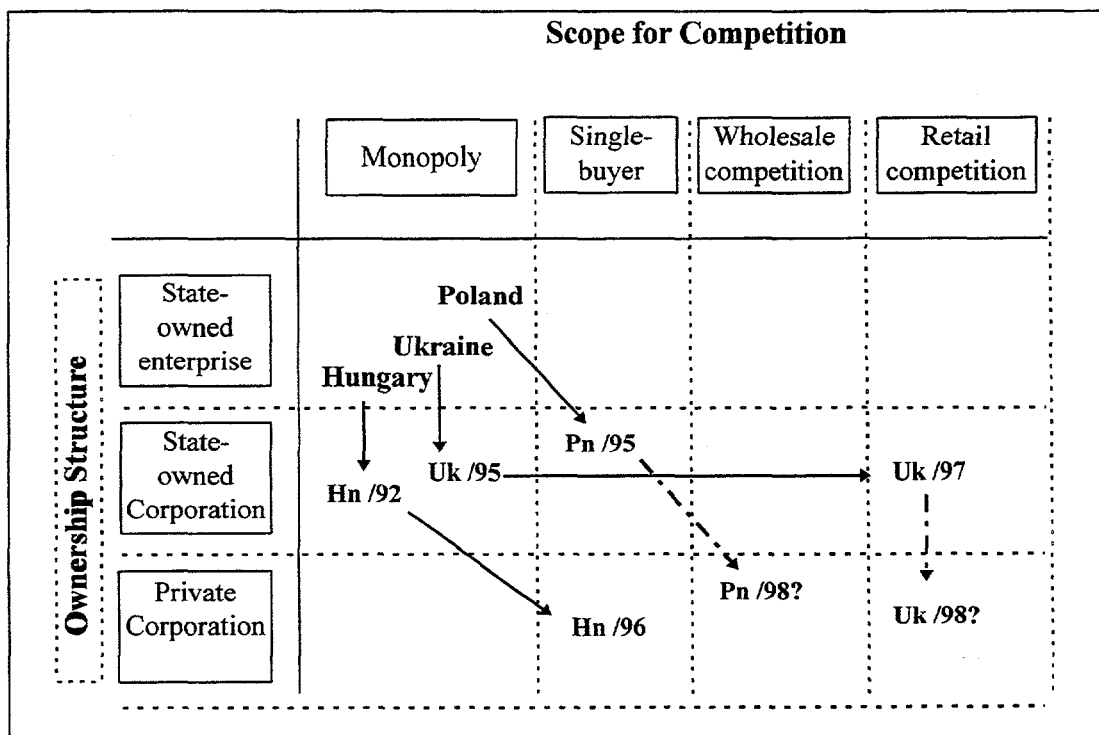 Scope for Competition
Monopoly
Single-
buyer
Wholesale
competition
Retail
competition
Ownership Structure
State-
owned
enterprise
Poland
Ukraine
Hungary
State-
owned
Corporation
Pn /95
Uk /95
Uk /97
Hn /92
Private
Corporation
Pn /98?
Uk /98?
Hn /96